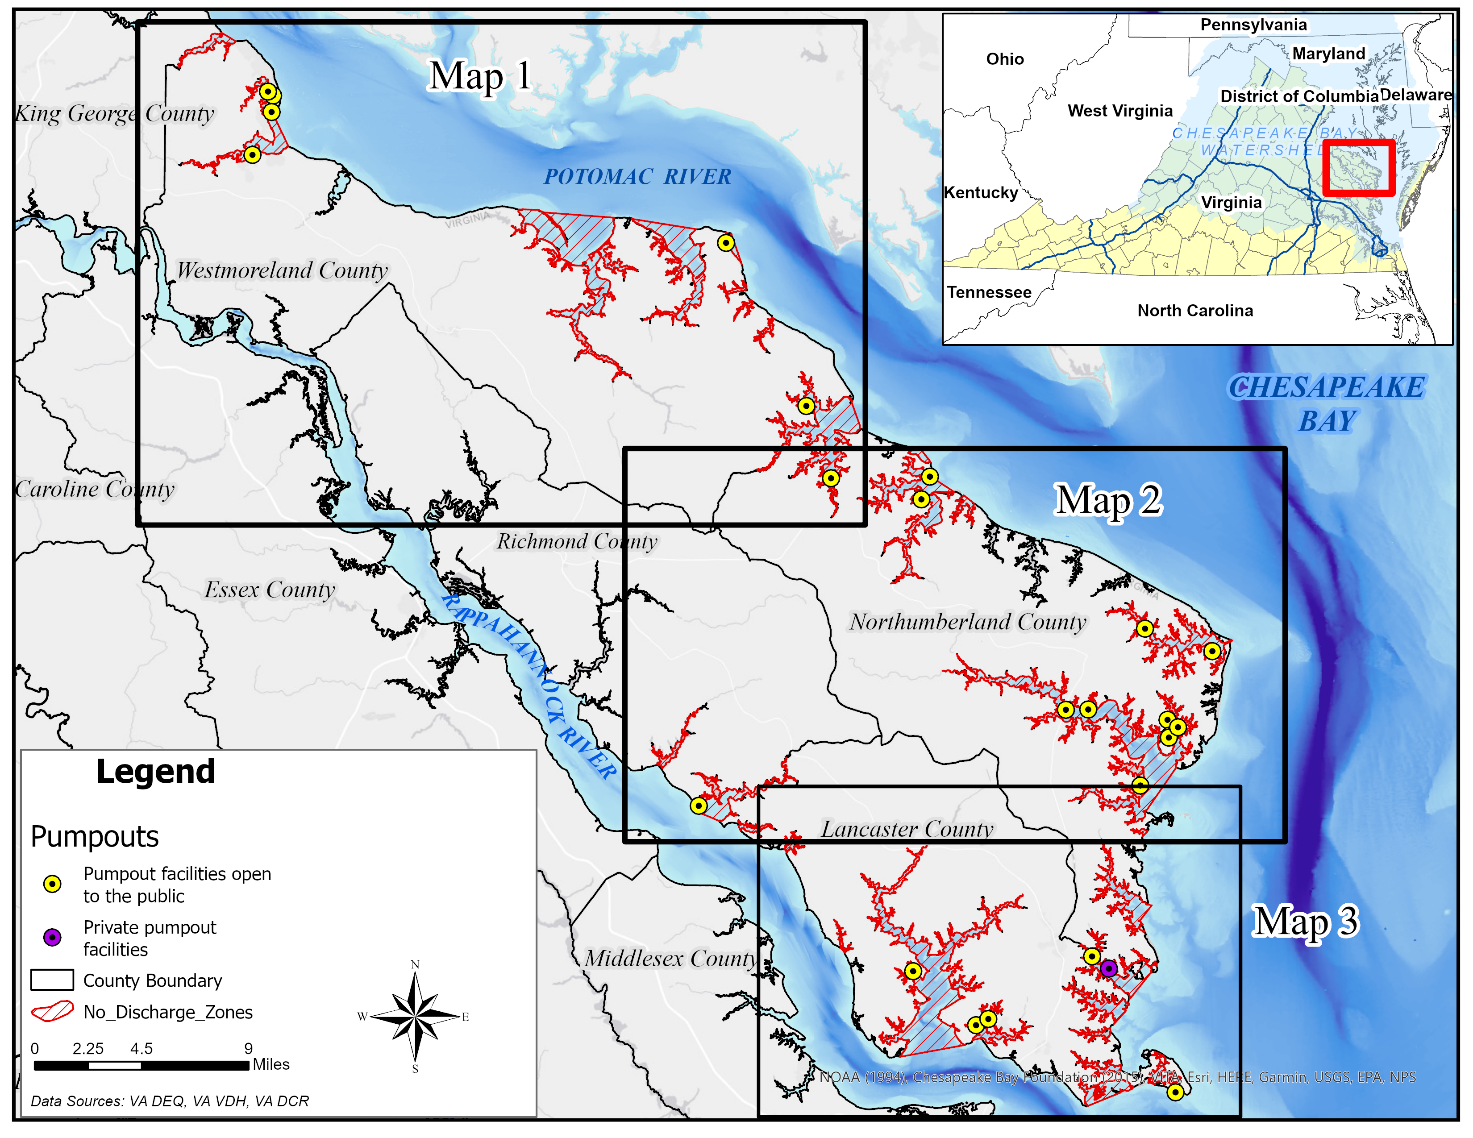 Map 1
King George County
POTOMAC RIVER
VIRGINIA
Westmoreland County
Pennsylvania
Ohio
Maryland
District of Columbia
Delaware
West Virginia
CHESAPEAKE BAY
WATERSHED
Kentucky
Virginia
Tennessee
North Carolina
CHESAPEAKE
BAY
Caroline County
Map 2
Richmond County
Essex County
RAPPAHANNOCK RIVER
Northumberland County
Lancaster County
Map 3
Middlesex County
Legend
Pumpouts
Pumpout facilities open
to the public
Private pumpout
facilities
County Boundary
No_Discharge_Zones
0 2.25 4.5 9
Miles
N
W E
S
Data Sources: VA DEQ, VA VDH, VA DCR
NOAA (1994), Chesapeake Bay Foundation (2015), VITA, Esri, HERE, Garmin, USGS, EPA, NPS